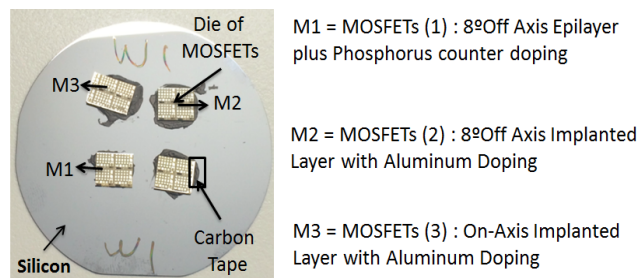 Die of
MOSFETs
W1
M3
M2
M1
Carbon
Tape
Silicon
W1
M1 = MOSFETs (1) : 8ºOff Axis Epilayer
plus Phosphorus counter doping
M2 = MOSFETs (2) : 8ºOff Axis Implanted
Layer with Aluminum Doping
M3 = MOSFETs (3) : On-Axis Implanted
Layer with Aluminum Doping